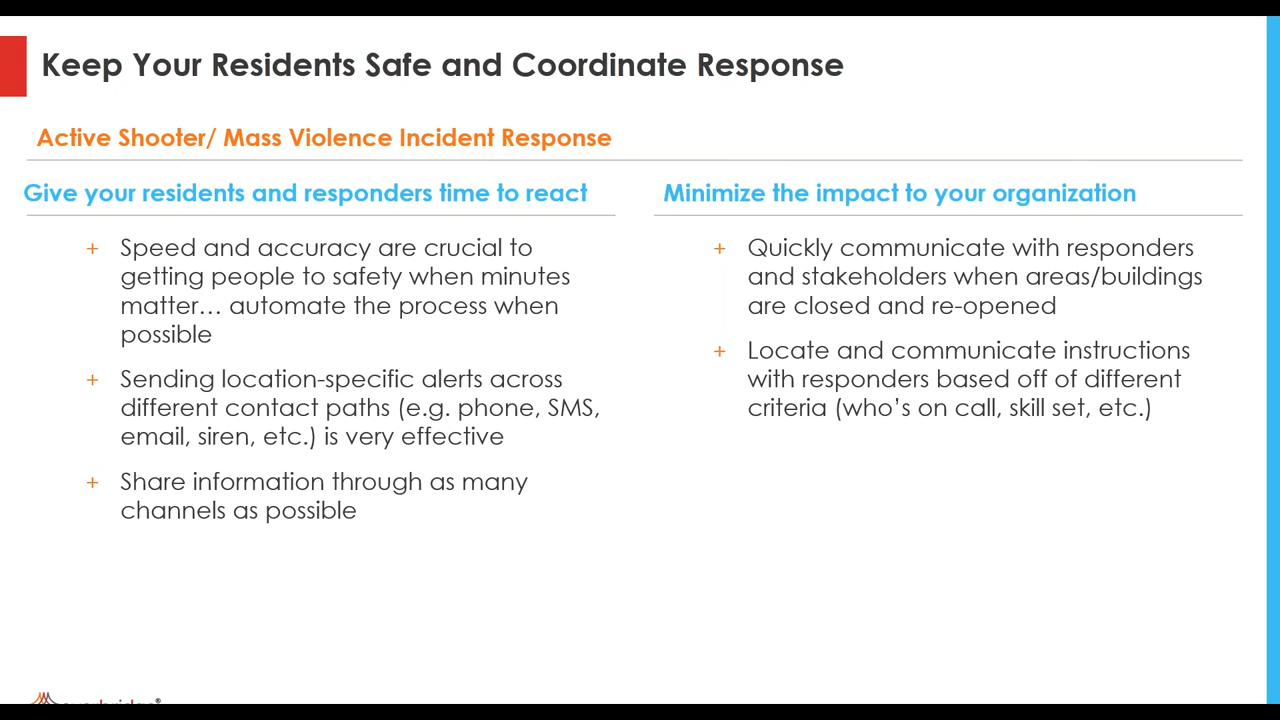 Keep Your Residents Safe and Coordinate Response
Active Shooter/ Mass Violence Incident Response
Give your residents and responders time to react
+ Speed and accuracy are crucial to
getting people to safety when minutes
matter… automate the process when
possible
+ Sending location-specific alerts across
different contact paths (e.g. phone, SMS,
email, siren, etc.) is very effective
+ Share information through as many
channels as possible
Minimize the impact to your organization
+ Quickly communicate with responders
and stakeholders when areas/buildings
are closed and re-opened
+ Locate and communicate instructions
with responders based off of different
criteria (who’s on call, skill set, etc.)